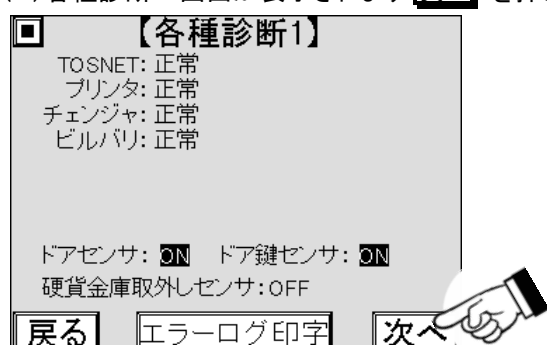 【各種診断1】
TOSNET: 正常
プリンタ: 正常
チェンジャ: 正常
ビルバリ: 正常
ドアセンサ: ON ドア鍵センサ: ON
硬貨金庫取外しセンサ:OFF
戻る エラーログ印字 次へ